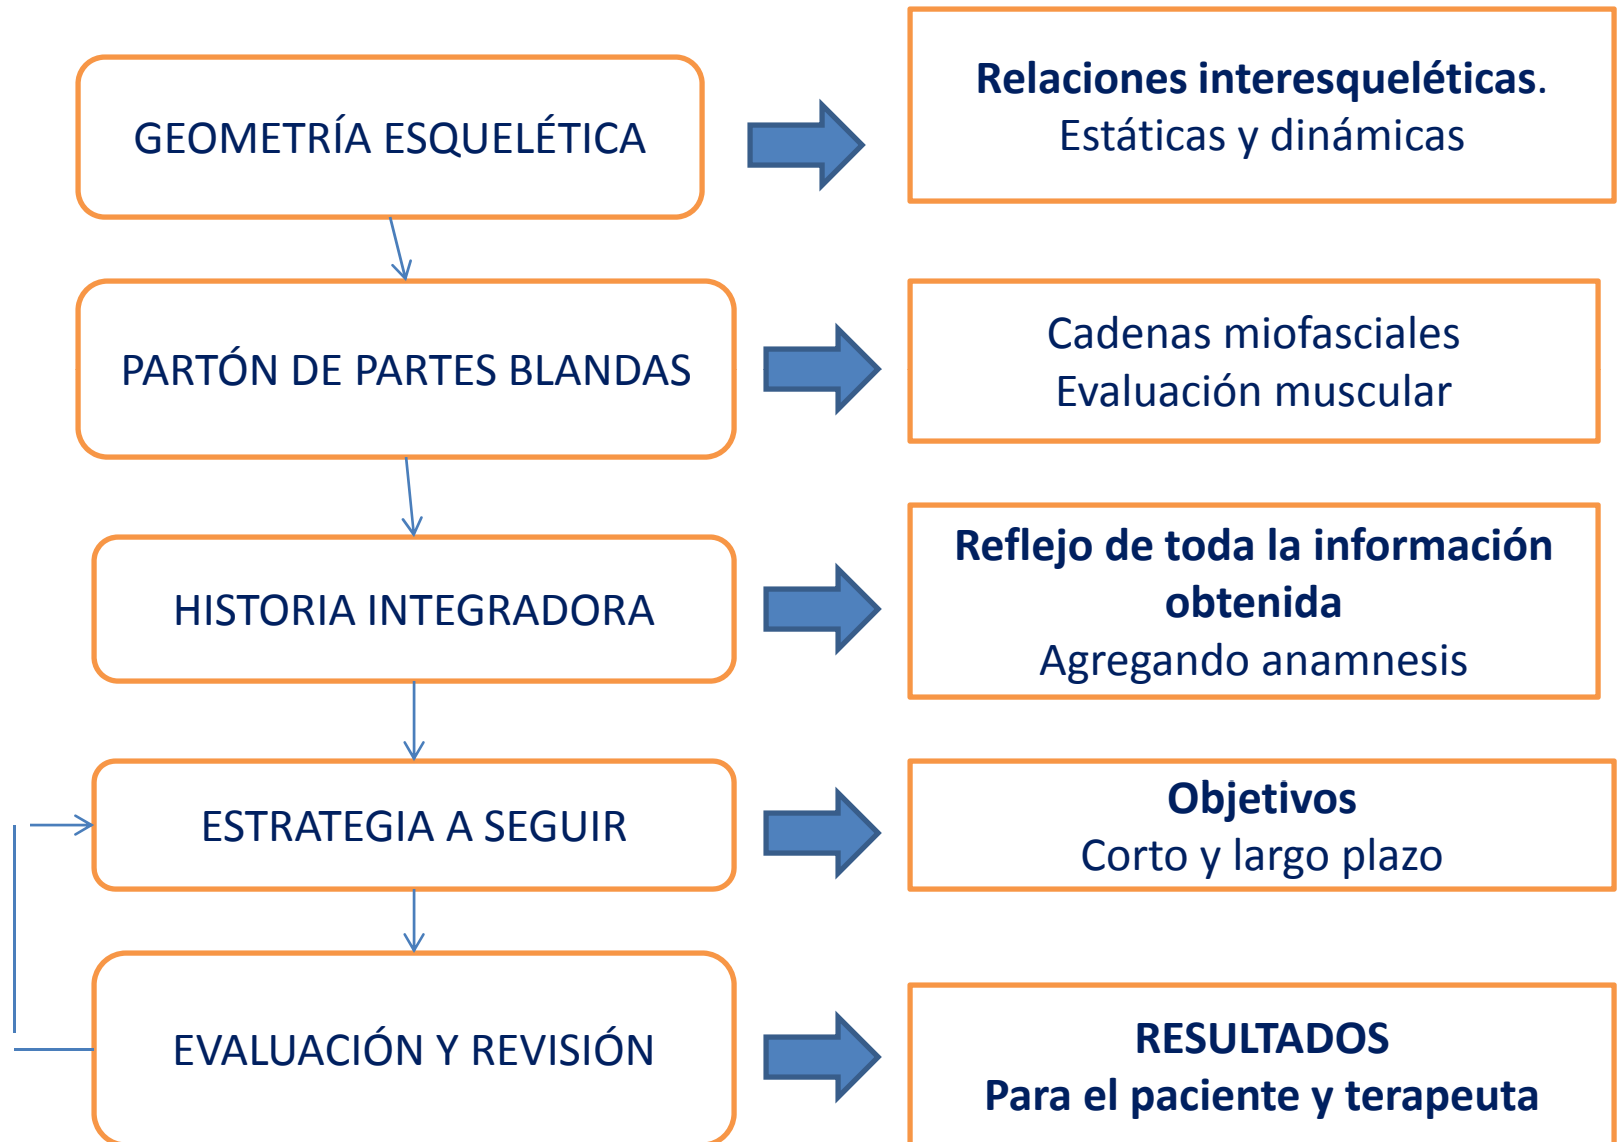 GEOMETRÍA ESQUELÉTICA
Relaciones interesqueléticas.
Estáticas y dinámicas
PARTÓN DE PARTES BLANDAS
Cadenas miofasciales
Evaluación muscular
HISTORIA INTEGRADORA
Reflejo de toda la información
obtenida
Agregando anamnesis
ESTRATEGIA A SEGUIR
Objetivos
Corto y largo plazo
EVALUACIÓN Y REVISIÓN
RESULTADOS
Para el paciente y terapeuta